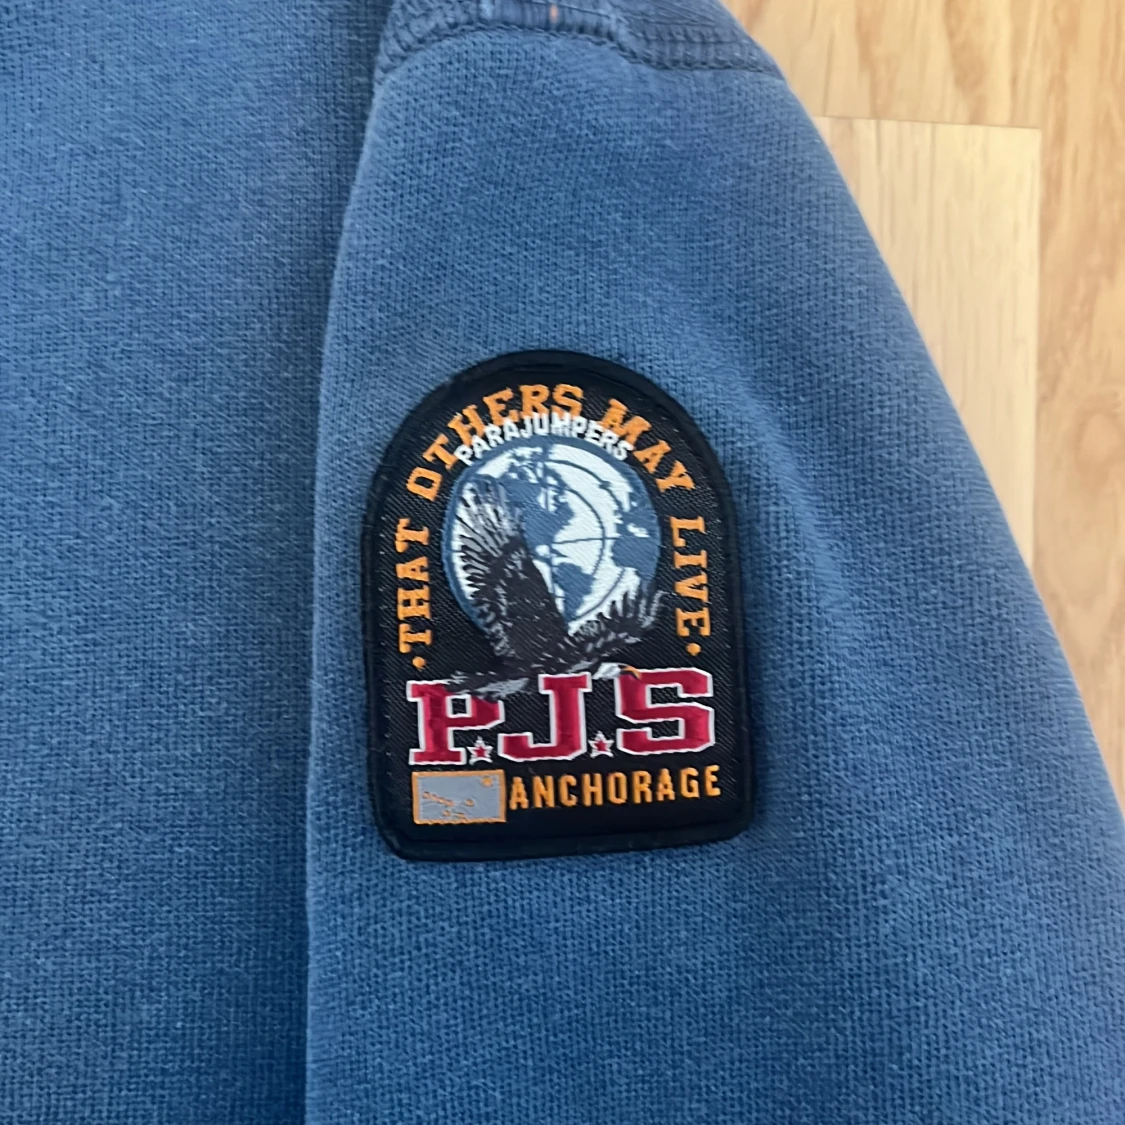 ·THAT OTHERS MAY LIVE·
PARAJUMPERS
P.J.S
ANCHORAGE